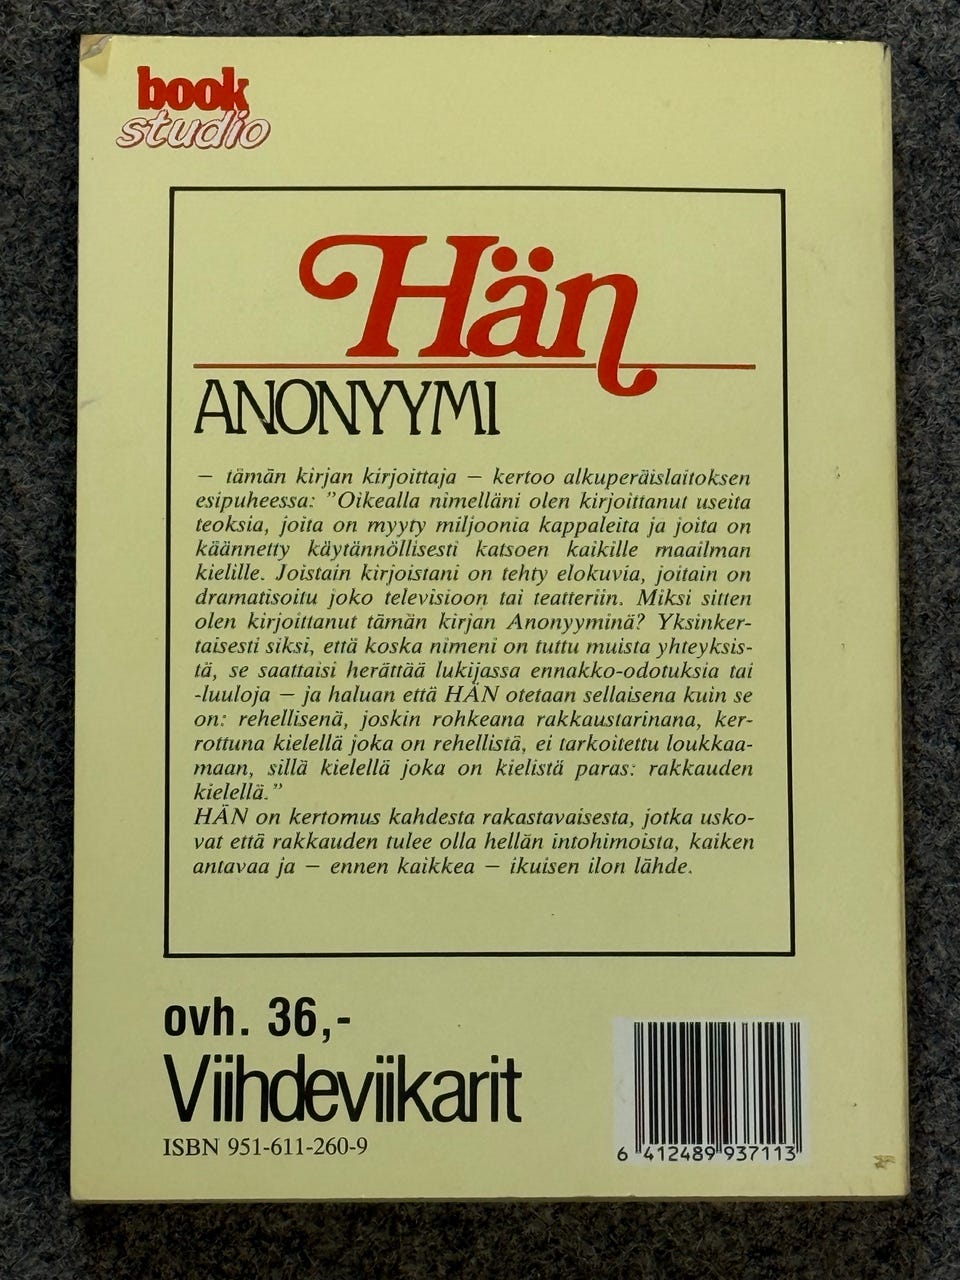 book
studio
Hän
ANONYYMI
— tämän kirjan kirjoittaja — kertoo alkuperäislaitoksen
esipuheessa: ”Oikealla nimelläni olen kirjoittanut useita
teoksia, joita on myyty miljoonia kappaleita ja joita on
käännetty käytännöllisesti katsoen kaikille maailman
kielille. Joistain kirjoistani on tehty elokuvia, joitain on
dramatisoitu joko televisioon tai teatteriin. Miksi sitten
olen kirjoittanut tämän kirjan Anonyyminä? Yksinker-
taisesti siksi, että koska nimeni on tuttu muista yhteyksis-
tä, se saattaisi herättää lukijassa ennakko-odotuksia tai
-luuloja — ja haluan että HÄN otetaan sellaisena kuin se
on: rehellisenä, joskin rohkeana rakkaustarinana, ker-
rottuna kielellä joka on rehellistä, ei tarkoitettu loukkaa-
maan, sillä kielellä joka on kielistä paras: rakkauden
kielellä.”
HÄN on kertomus kahdesta rakastavaisesta, jotka usko-
vat että rakkauden tulee olla hellän intohimoista, kaiken
antavaa ja — ennen kaikkea — ikuisen ilon lähde.
ovh. 36,-
Viihdeviikarit
ISBN 951-611-260-9
6 412489 937113